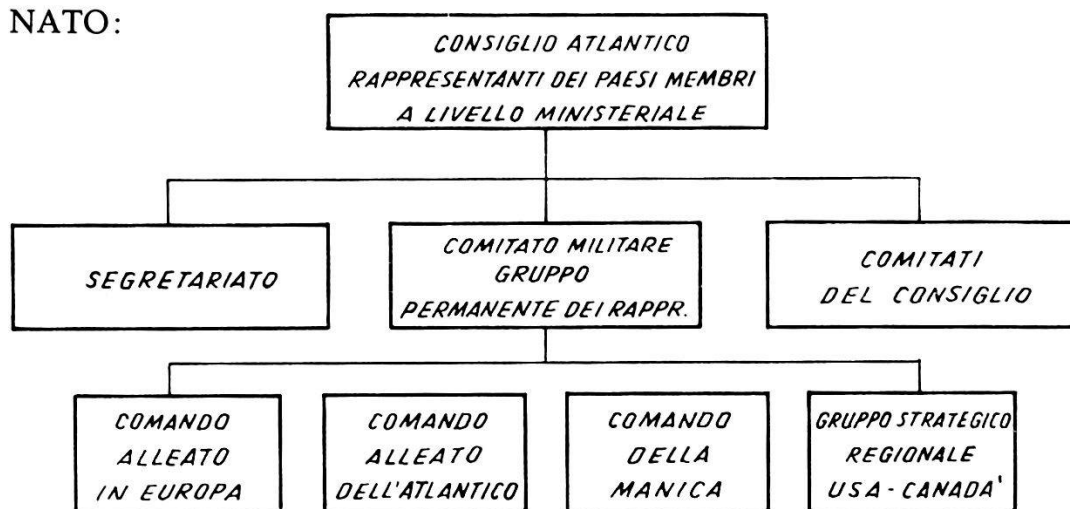 NATO:
CONSIGLIO ATLANTICO
RAPPRESENTANTI DEI PAESI MEMBRI
A LIVELLO MINISTERIALE
SEGRETARIATO
COMITATO MILITARE
GRUPPO
PERMANENTE DEI RAPPR.
COMITATI
DEL CONSIGLIO
COMANDO
ALLEATO
IN EUROPA
COMANDO
ALLEATO
DELL'ATLANTICO
COMANDO
DELLA
MANICA
GRUPPO STRATEGICO
REGIONALE
USA-CANADA'